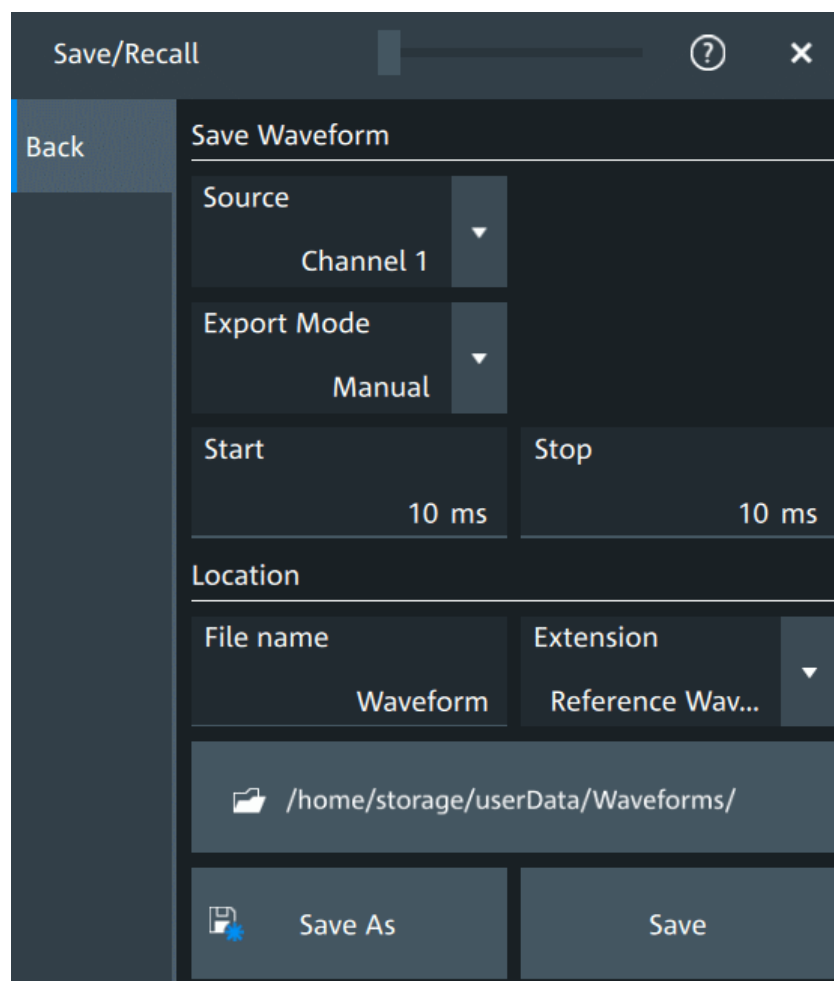 Save/Recall
Back
Save Waveform
Source
Channel 1
Export Mode
Manual
Start
Stop
10 ms
10 ms
Location
File name
Extension
Waveform
Reference Wav...
/home/storage/userData/Waveforms/
Save As
Save